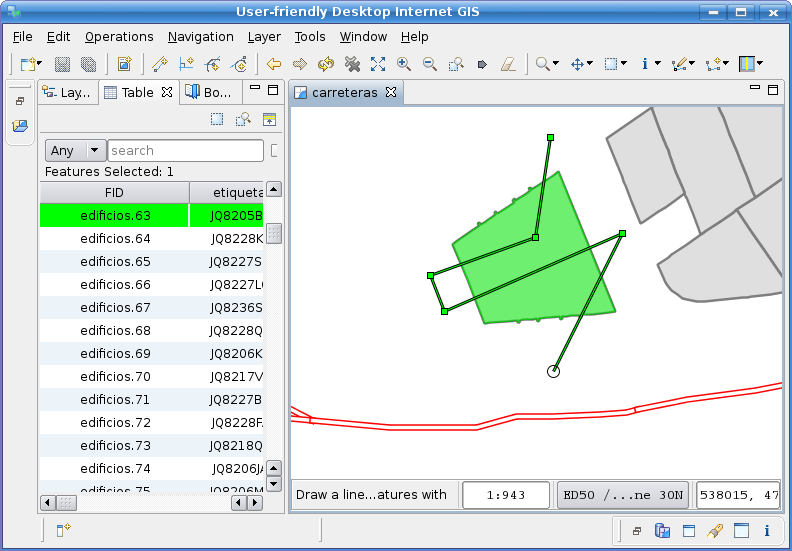 User-friendly Desktop Internet GIS
File Edit Operations Navigation Layer Tools Window Help
Lay... Table Bo...
carreteras
Any search
Features Selected: 1
FID etiqueta
edificios.63 JQ8205B
edificios.64 JQ8228K
edificios.65 JQ8227S
edificios.66 JQ8227L
edificios.67 JQ8236S
edificios.68 JQ8228Q
edificios.69 JQ8206K
edificios.70 JQ8217V
edificios.71 JQ8227B
edificios.72 JQ8228F
edificios.73 JQ8218Q
edificios.74 JQ8206J
edificios.75 JQ8206M
Draw a line...atures with 1:943 ED50 /...ne 30N 538015, 47